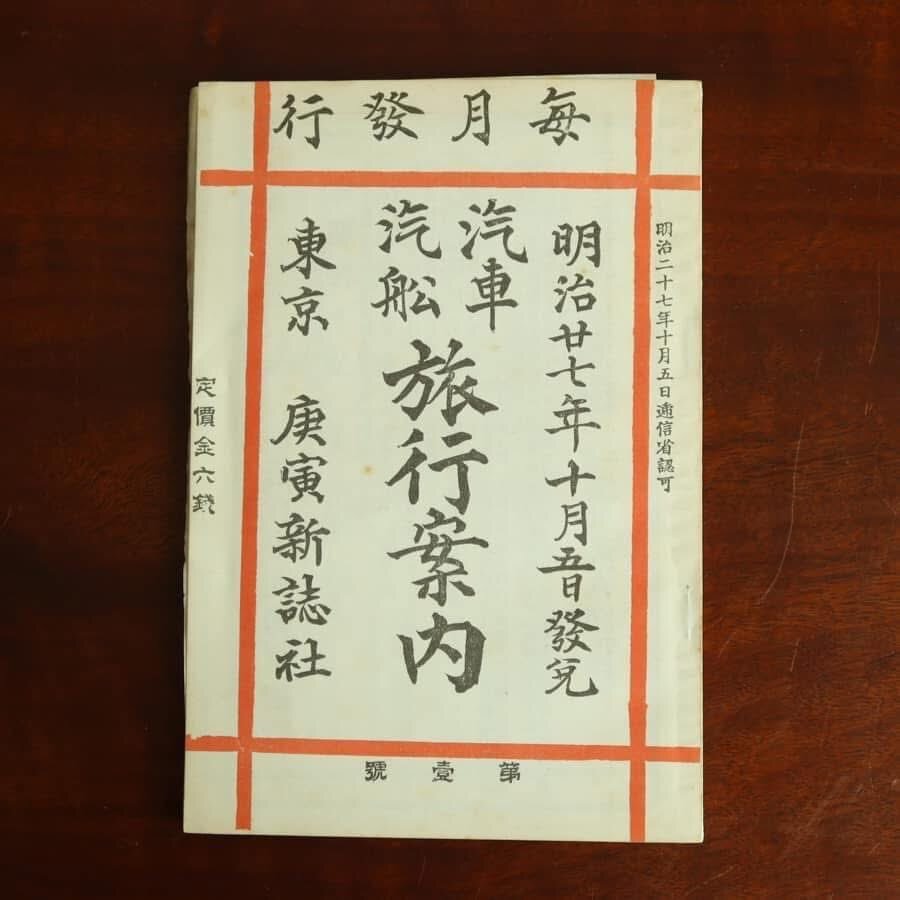 毎月發行
明治二十七年十月五日逓信省認可
明治廿七年十月五日發兌
汽車
汽船
旅行案内
東京 庚寅新誌社
定價金六錢
第壹號